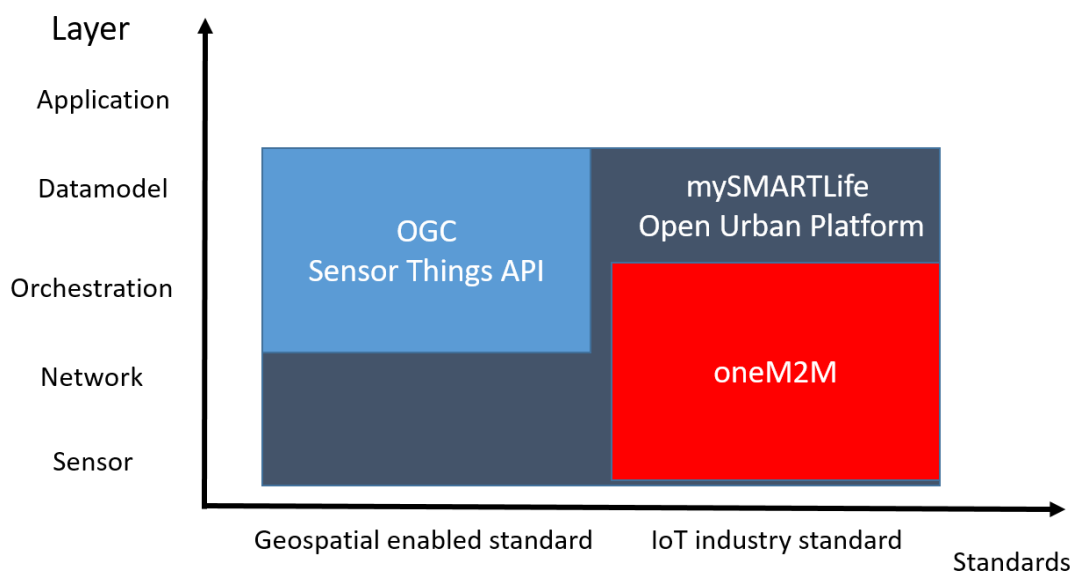 Layer
Application
Datamodel
Orchestration
Network
Sensor
OGC
Sensor Things API
mySMARTLife
Open Urban Platform
oneM2M
Geospatial enabled standard
IoT industry standard
Standards